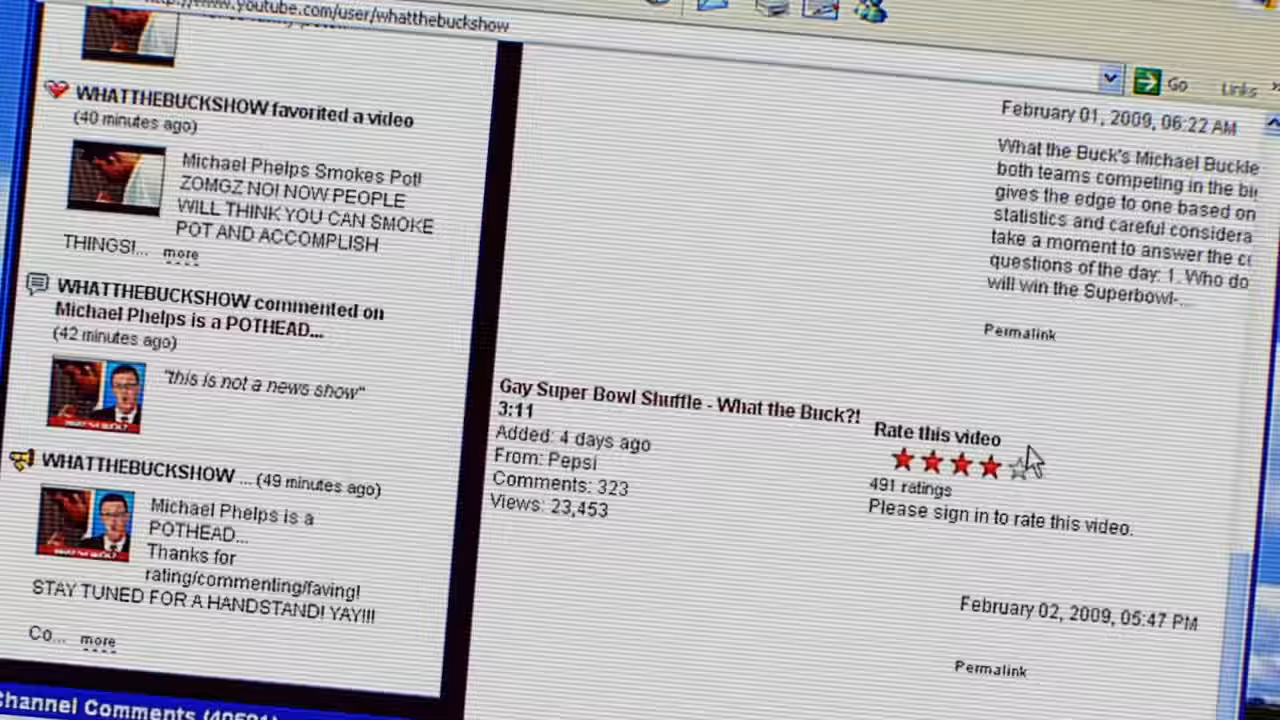 http://www.youtube.com/user/whatthebuckshow
Go
Links
WHATTHEBUCKSHOW favorited a video
(40 minutes ago)
Michael Phelps Smokes Pot!
ZOMGZ NO! NOW PEOPLE
WILL THINK YOU CAN SMOKE
POT AND ACCOMPLISH
THINGS!... more
WHATTHEBUCKSHOW commented on
Michael Phelps is a POTHEAD...
(42 minutes ago)
"this is not a news show"
WHATTHEBUCKSHOW ... (49 minutes ago)
Michael Phelps is a
POTHEAD...
Thanks for
rating/commenting/faving!
STAY TUNED FOR A HANDSTAND! YAY!!!
Co... more
Channel Comments
February 01, 2009, 06:22 AM
What the Buck's Michael Buckle
both teams competing in the
gives the edge to one based on
statistics and careful considera
take a moment to answer the
questions of the day: 1. Who do
will win the Superbowl-...
Permalink
Gay Super Bowl Shuffle - What the Buck?!
3:11
Added: 4 days ago
From: Pepsi
Comments: 323
Views: 23,453
Rate this video
491 ratings
Please sign in to rate this video.
February 02, 2009, 05:47 PM
Permalink